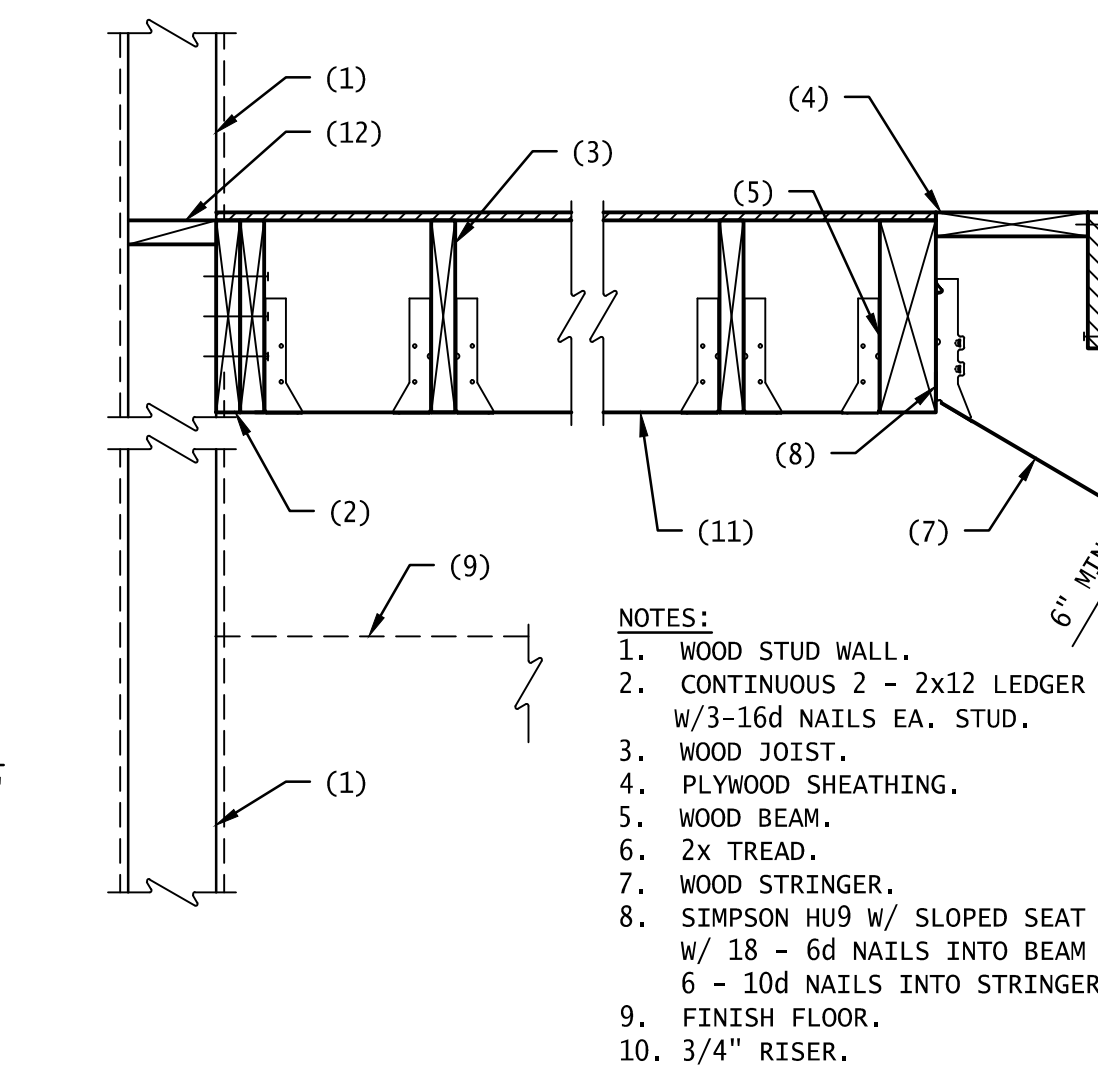 (1)
(12)
(3)
(4)
(5)
(2)
(11)
(8)
(7)
(9)
6" MIN
(1)
NOTES:
1. WOOD STUD WALL.
2. CONTINUOUS 2 - 2x12 LEDGER
W/3-16d NAILS EA. STUD.
3. WOOD JOIST.
4. PLYWOOD SHEATHING.
5. WOOD BEAM.
6. 2x TREAD.
7. WOOD STRINGER.
8. SIMPSON HU9 W/ SLOPED SEAT
W/ 18 - 6d NAILS INTO BEAM
6 - 10d NAILS INTO STRINGER
9. FINISH FLOOR.
10. 3/4" RISER.